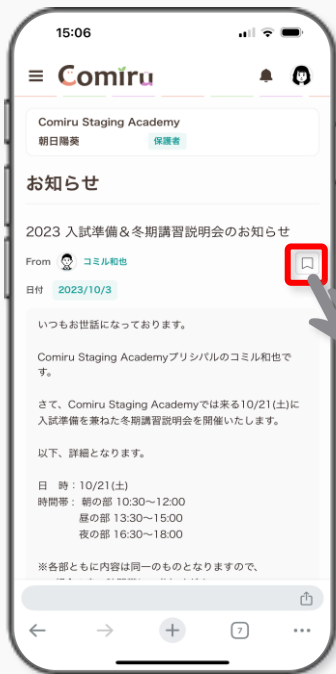 15:06
Comiru
Comiru Staging Academy
朝日陽葵
保護者
お知らせ
2023 入試準備＆冬期講習説明会のお知らせ
From コミル和也
日付 2023/10/3
いつもお世話になっております。
Comiru Staging Academyプリシパルのコミル和也で
す。
さて、Comiru Staging Academyでは来る10/21(土)に
入試準備を兼ねた冬期講習説明会を開催いたします。
以下、詳細となります。
日　時：10/21(土)
時間帯： 朝の部 10:30〜12:00
昼の部 13:30〜15:00
夜の部 16:30〜18:00
※各部ともに内容は同一のものとなりますので、
7